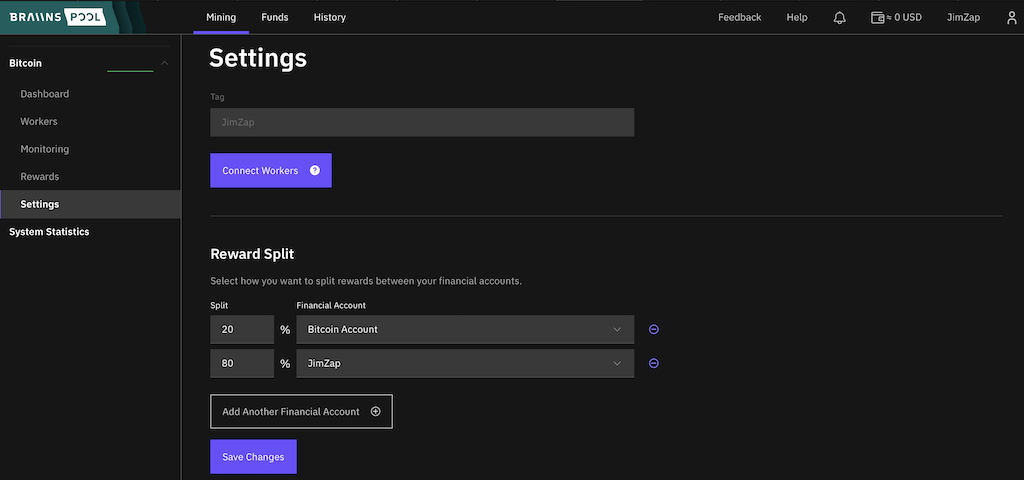 BRAIINS POOL Mining Funds History Feedback Help ≈ 0 USD JimZap
Bitcoin
Dashboard
Workers
Monitoring
Rewards
Settings
System Statistics
Settings
Tag
JimZap
Connect Workers ?
Reward Split
Select how you want to split rewards between your financial accounts.
Split Financial Account
20 % Bitcoin Account
80 % JimZap
Add Another Financial Account
Save Changes